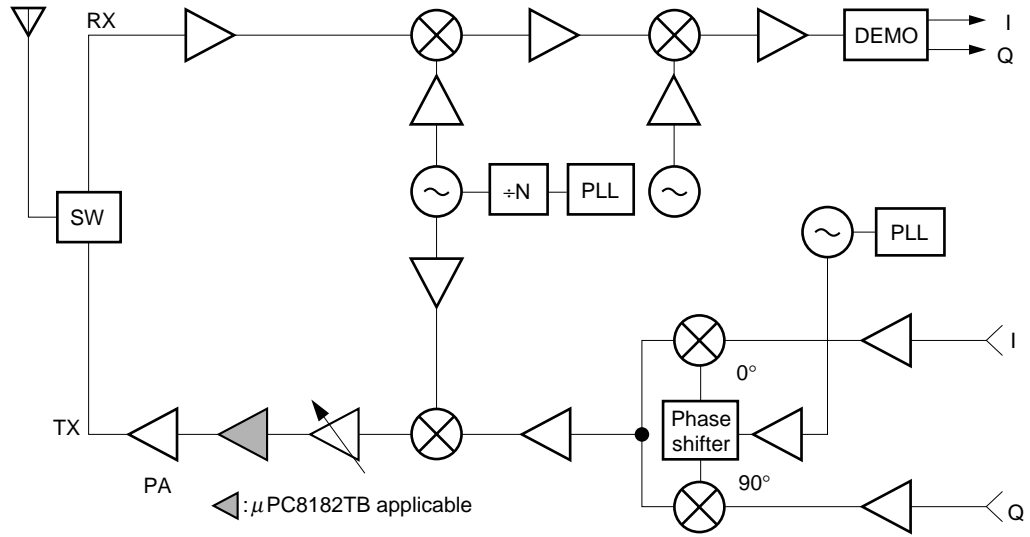 RX
DEMO
I
Q
SW
÷N
PLL
PLL
I
0°
TX
Phase
shifter
PA
90°
: μPC8182TB applicable
Q